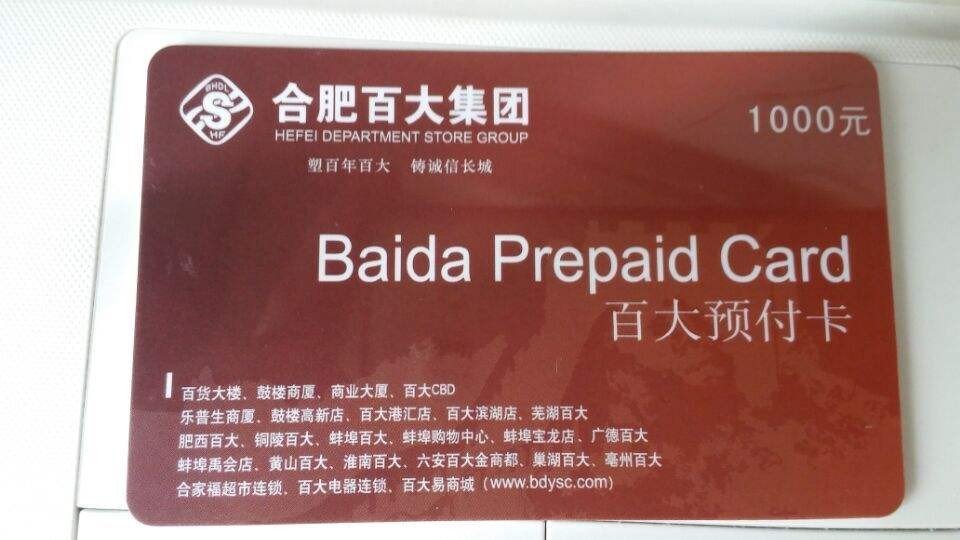 BHDL
S
HF
合肥百大集团
HEFEI DEPARTMENT STORE GROUP
塑百年百大 铸诚信长城
1000元
Baida Prepaid Card
百大预付卡
百货大楼、鼓楼商厦、商业大厦、百大CBD
乐普生商厦、鼓楼高新店、百大港汇店、百大滨湖店、芜湖百大
肥西百大、铜陵百大、蚌埠百大、蚌埠购物中心、蚌埠宝龙店、广德百大
蚌埠禹会店、黄山百大、淮南百大、六安百大金商都、巢湖百大、亳州百大
合家福超市连锁、百大电器连锁、百大易商城（www.bdysc.com）